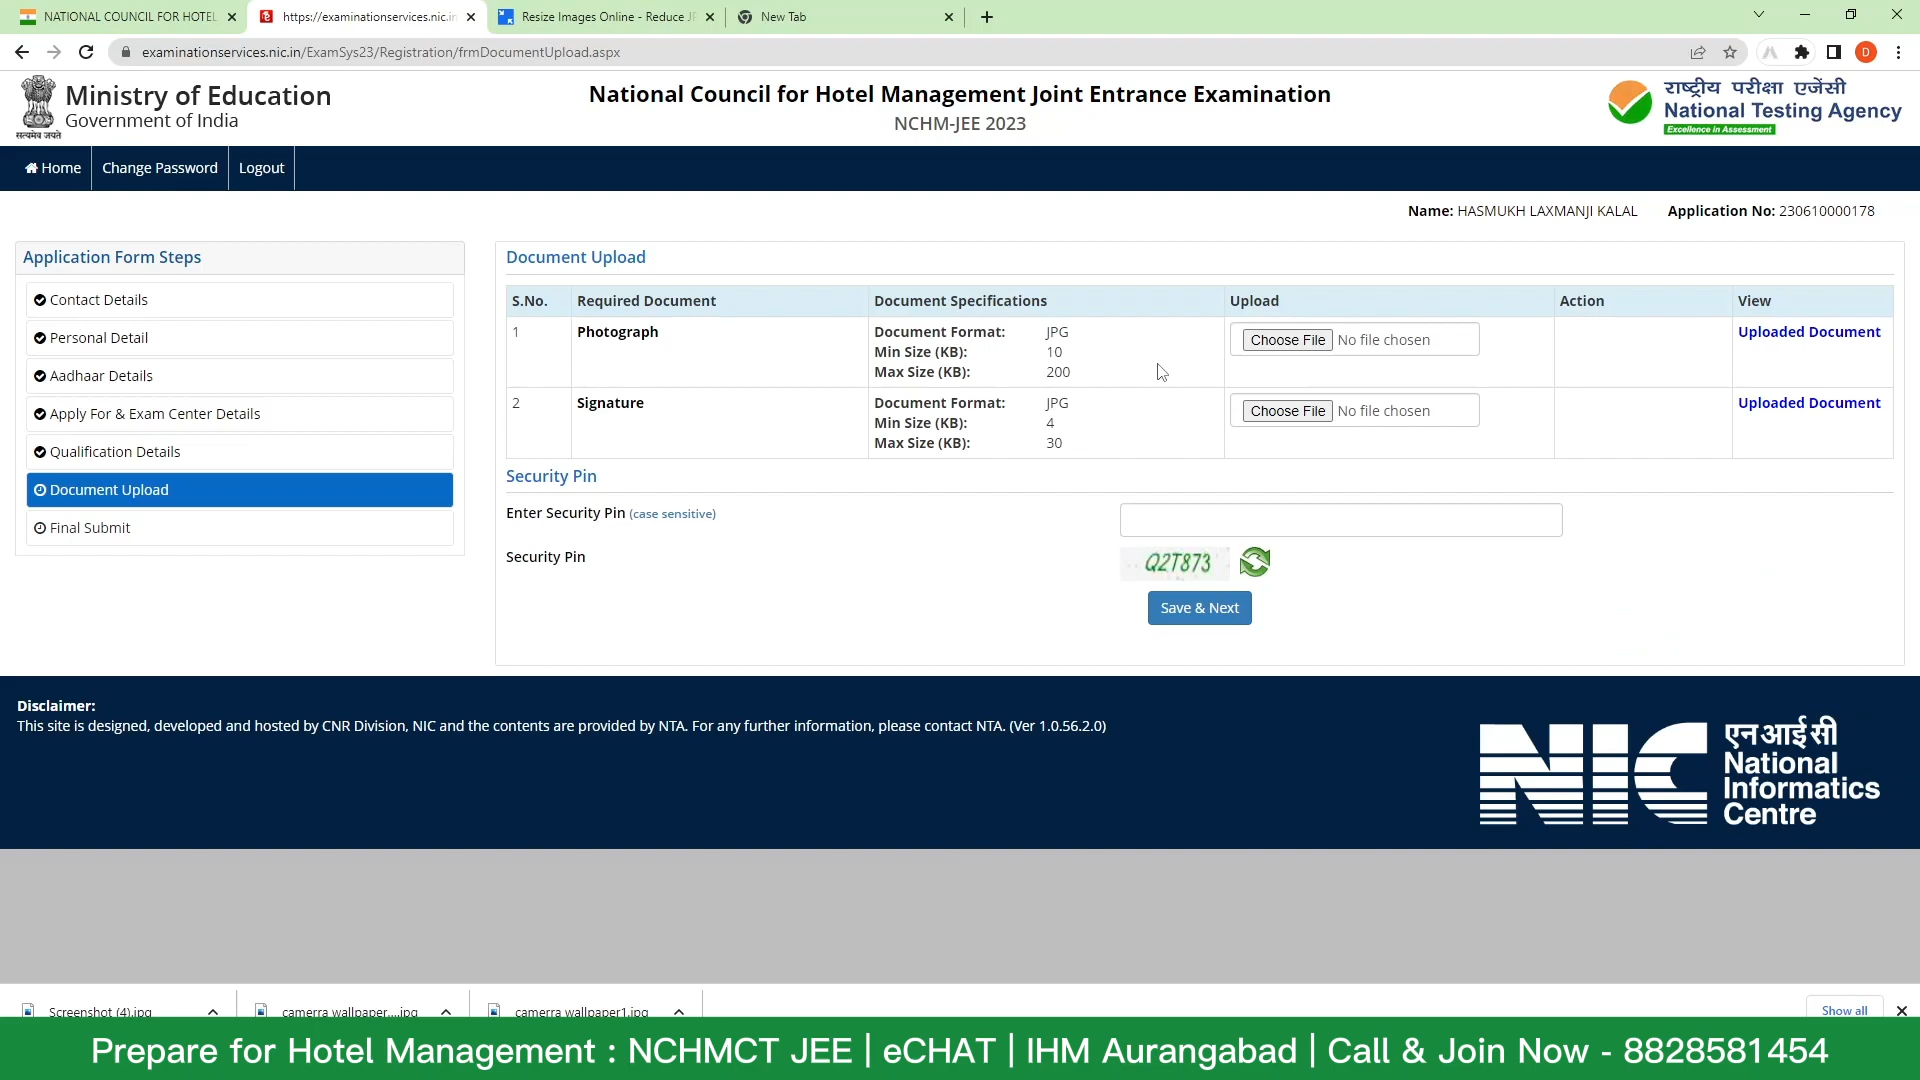 NATIONAL COUNCIL FOR HOTEL
https://examinationservices.nic.in
Resize Images Online - Reduce JP
New Tab
examinationservices.nic.in/ExamSys23/Registration/frmDocumentUpload.aspx
D
सत्यमेव जयते
Ministry of Education
Government of India
National Council for Hotel Management Joint Entrance Examination
NCHM-JEE 2023
राष्ट्रीय परीक्षा एजेंसी
National Testing Agency
Excellence in Assessment
Home
Change Password
Logout
Name: HASMUKH LAXMANJI KALAL
Application No: 230610000178
Application Form Steps
Contact Details
Personal Detail
Aadhaar Details
Apply For & Exam Center Details
Qualification Details
Document Upload
Final Submit
Document Upload
S.No. Required Document Document Specifications Upload Action View
1 Photograph Document Format: JPG Choose File No file chosen Uploaded Document
Min Size (KB): 10
Max Size (KB): 200
2 Signature Document Format: JPG Choose File No file chosen Uploaded Document
Min Size (KB): 4
Max Size (KB): 30
Security Pin
Enter Security Pin (case sensitive)
Security Pin
Q2T873
Save & Next
Disclaimer:
This site is designed, developed and hosted by CNR Division, NIC and the contents are provided by NTA. For any further information, please contact NTA. (Ver 1.0.56.2.0)
NIC
एन आई सी
National
Informatics
Centre
Screenshot (4).jpg
camerra wallpaper....jpg
camerra wallpaper1.jpg
Show all
Prepare for Hotel Management : NCHMCT JEE | eCHAT | IHM Aurangabad | Call & Join Now - 8828581454